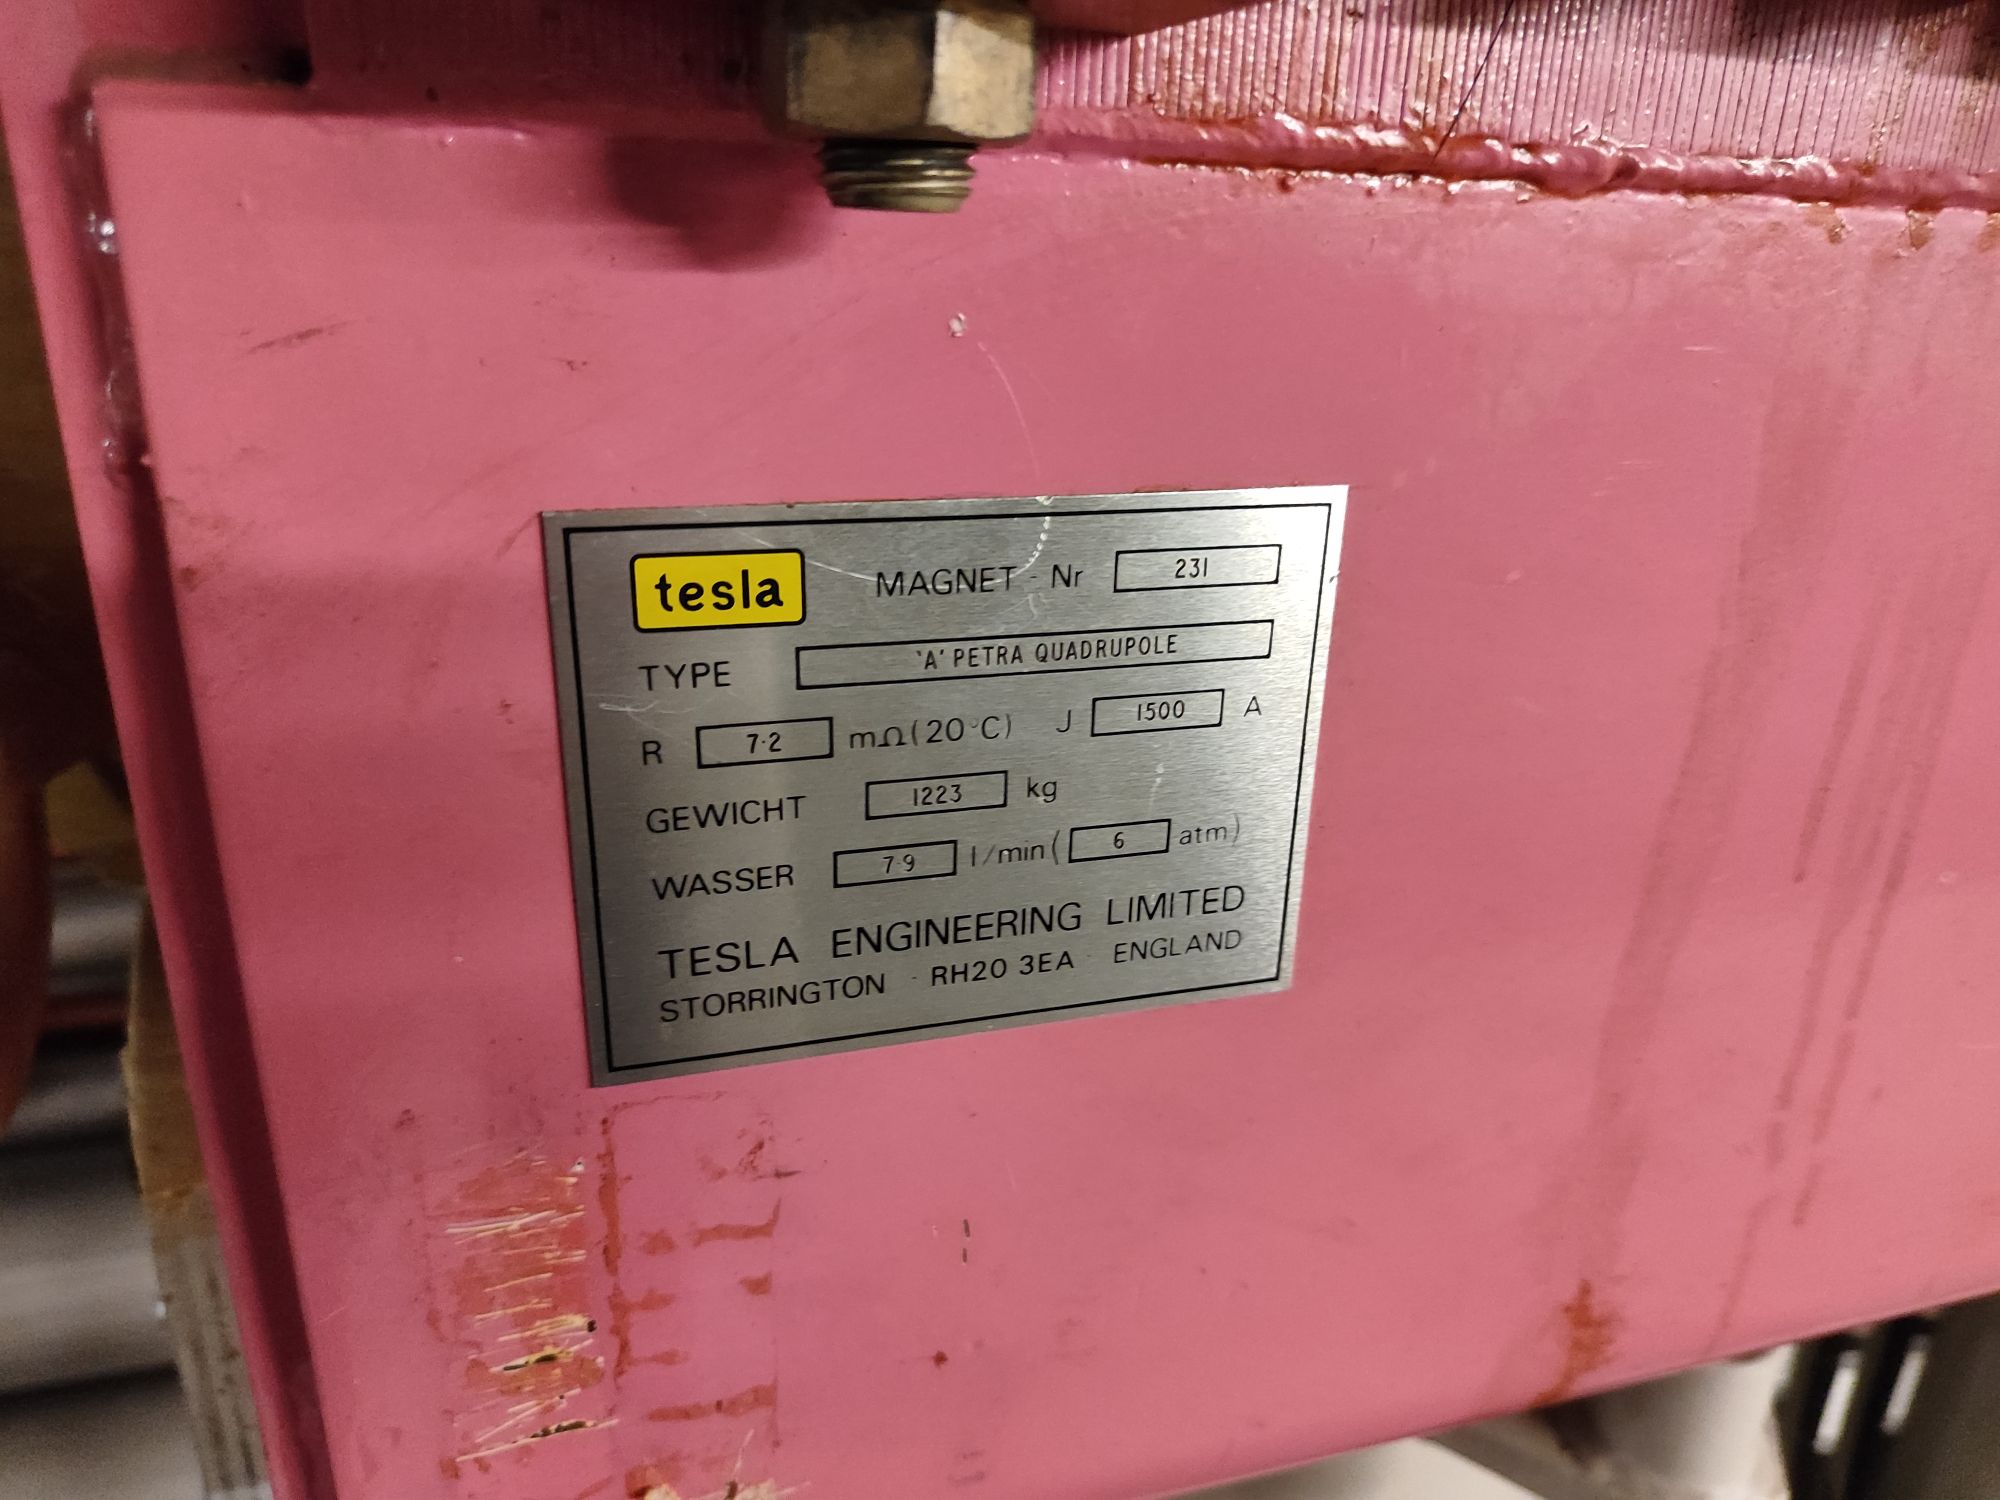 tesla MAGNET - Nr 231
TYPE 'A' PETRA QUADRUPOLE
R 7·2 mΩ (20°C) J 1500 A
GEWICHT 1223 kg
WASSER 7·9 l/min ( 6 atm)
TESLA ENGINEERING LIMITED
STORRINGTON · RH20 3EA · ENGLAND